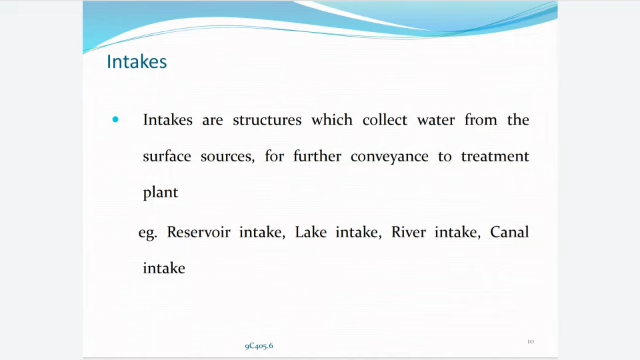 Intakes
Intakes are structures which collect water from the
surface sources, for further conveyance to treatment
plant
eg. Reservoir intake, Lake intake, River intake, Canal
intake
9C405.6
10